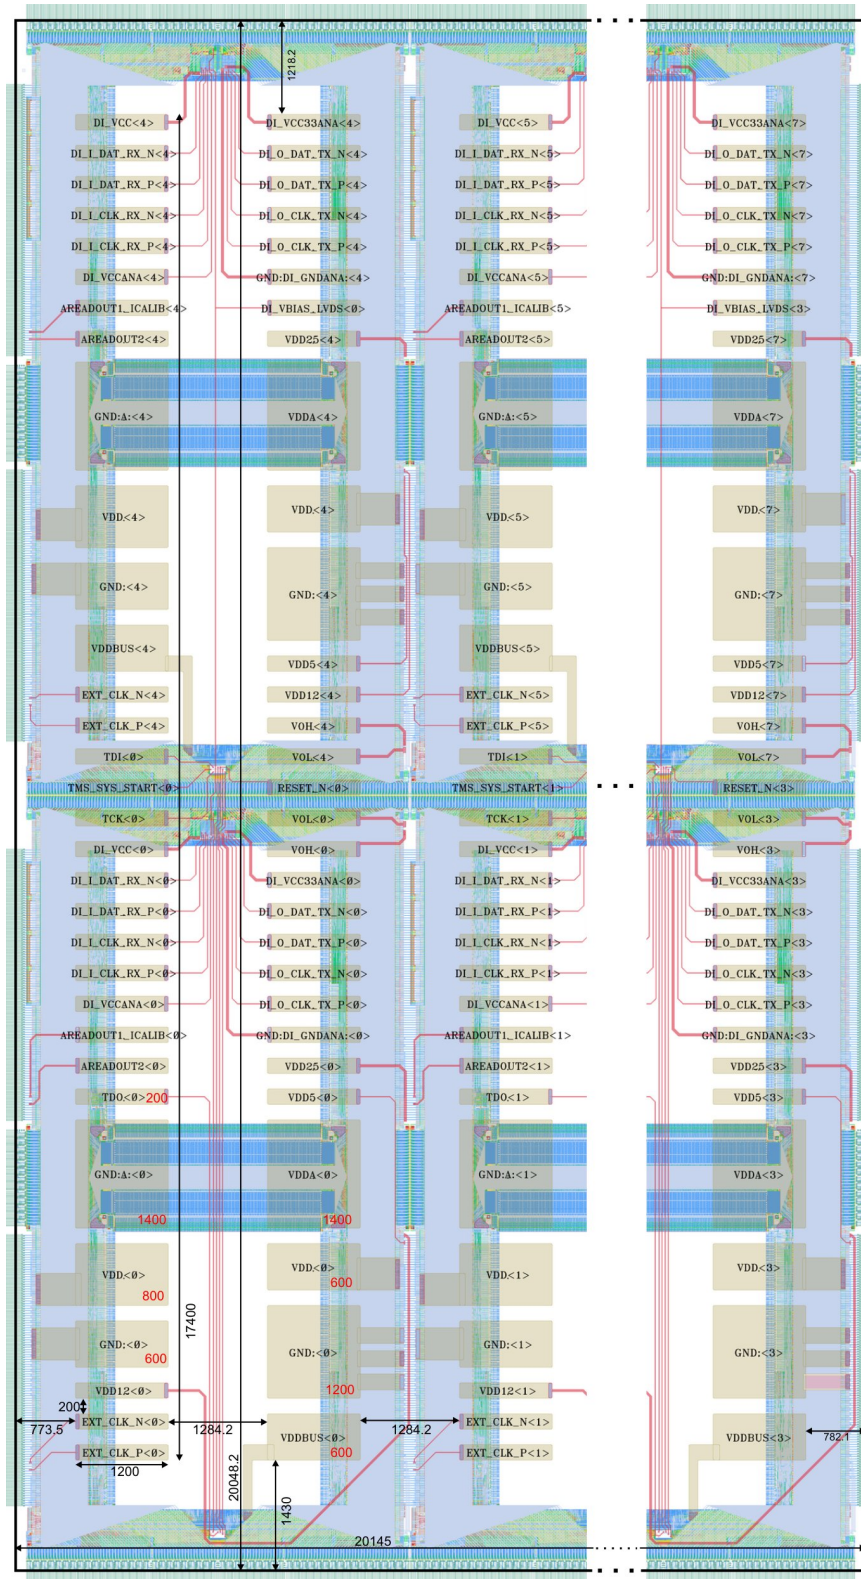 1218.2
DI_VCC<4> DI_VCC33ANA<4> DI_VCC<5> DI_VCC33ANA<7>
DI_I_DAT_RX_N<4> DI_O_DAT_TX_N<4> DI_I_DAT_RX_N<5> DI_O_DAT_TX_N<7>
DI_I_DAT_RX_P<4> DI_O_DAT_TX_P<4> DI_I_DAT_RX_P<5> DI_O_DAT_TX_P<7>
DI_I_CLK_RX_N<4> DI_O_CLK_TX_N<4> DI_I_CLK_RX_N<5> DI_O_CLK_TX_N<7>
DI_I_CLK_RX_P<4> DI_O_CLK_TX_P<4> DI_I_CLK_RX_P<5> DI_O_CLK_TX_P<7>
DI_VCCANA<4> GND:DI_GNDANA:<4> DI_VCCANA<5> GND:DI_GNDANA:<7>
AREADOUT1_ICALIB<4> DI_VBIAS_LVDS<0> AREADOUT1_ICALIB<5> DI_VBIAS_LVDS<3>
AREADOUT2<4> VDD25<4> AREADOUT2<5> VDD25<7>
GND:A:<4> VDDA<4> GND:A:<5> VDDA<7>
VDD:<4> VDD:<4> VDD:<5> VDD:<7>
GND:<4> GND:<4> GND:<5> GND:<7>
VDDBUS<4> VDD5<4> VDDBUS<5> VDD5<7>
EXT_CLK_N<4> VDD12<4> EXT_CLK_N<5> VDD12<7>
EXT_CLK_P<4> VOH<4> EXT_CLK_P<5> VOH<7>
TDI<0> VOL<4> TDI<1> VOL<7>
TMS_SYS_START<0> RESET_N<0> TMS_SYS_START<1> RESET_N<3>
TCK<0> VOL<0> TCK<1> VOL<3>
DI_VCC<0> VOH<0> DI_VCC<1> VOH<3>
DI_I_DAT_RX_N<0> DI_VCC33ANA<0> DI_I_DAT_RX_N<1> DI_VCC33ANA<3>
DI_I_DAT_RX_P<0> DI_O_DAT_TX_N<0> DI_I_DAT_RX_P<1> DI_O_DAT_TX_N<3>
DI_I_CLK_RX_N<0> DI_O_DAT_TX_P<0> DI_I_CLK_RX_N<1> DI_O_DAT_TX_P<3>
DI_I_CLK_RX_P<0> DI_O_CLK_TX_N<0> DI_I_CLK_RX_P<1> DI_O_CLK_TX_N<3>
DI_VCCANA<0> DI_O_CLK_TX_P<0> DI_VCCANA<1> DI_O_CLK_TX_P<3>
AREADOUT1_ICALIB<0> GND:DI_GNDANA:<0> AREADOUT1_ICALIB<1> GND:DI_GNDANA:<3>
AREADOUT2<0> VDD25<0> AREADOUT2<1> VDD25<3>
TDO:<0> 200 VDD5<0> TDO:<1> VDD5<3>
GND:A:<0> VDDA<0> GND:A:<1> VDDA<3>
1400 1400
VDD:<0> VDD:<0> VDD:<1> VDD:<3>
800 600
17400
GND:<0> GND:<0> GND:<1> GND:<3>
600 1200
VDD12<0> VDD12<1>
200
EXT_CLK_N<0> EXT_CLK_N<1>
773.5 1284.2 1284.2 782.1
VDDBUS<0> VDDBUS<3>
600
EXT_CLK_P<0> EXT_CLK_P<1>
1200
20048.2
1430
20145